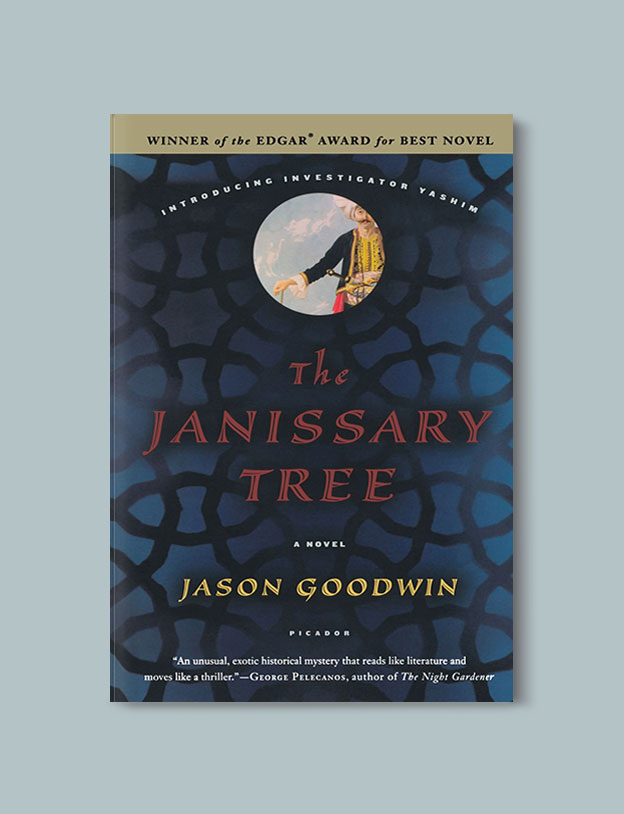 WINNER of the EDGAR® AWARD for BEST NOVEL
INTRODUCING INVESTIGATOR YASHIM
The
JANISSARY
TREE
A NOVEL
JASON GOODWIN
PICADOR
“An unusual, exotic historical mystery that reads like literature and
moves like a thriller.”—GEORGE PELECANOS, author of The Night Gardener